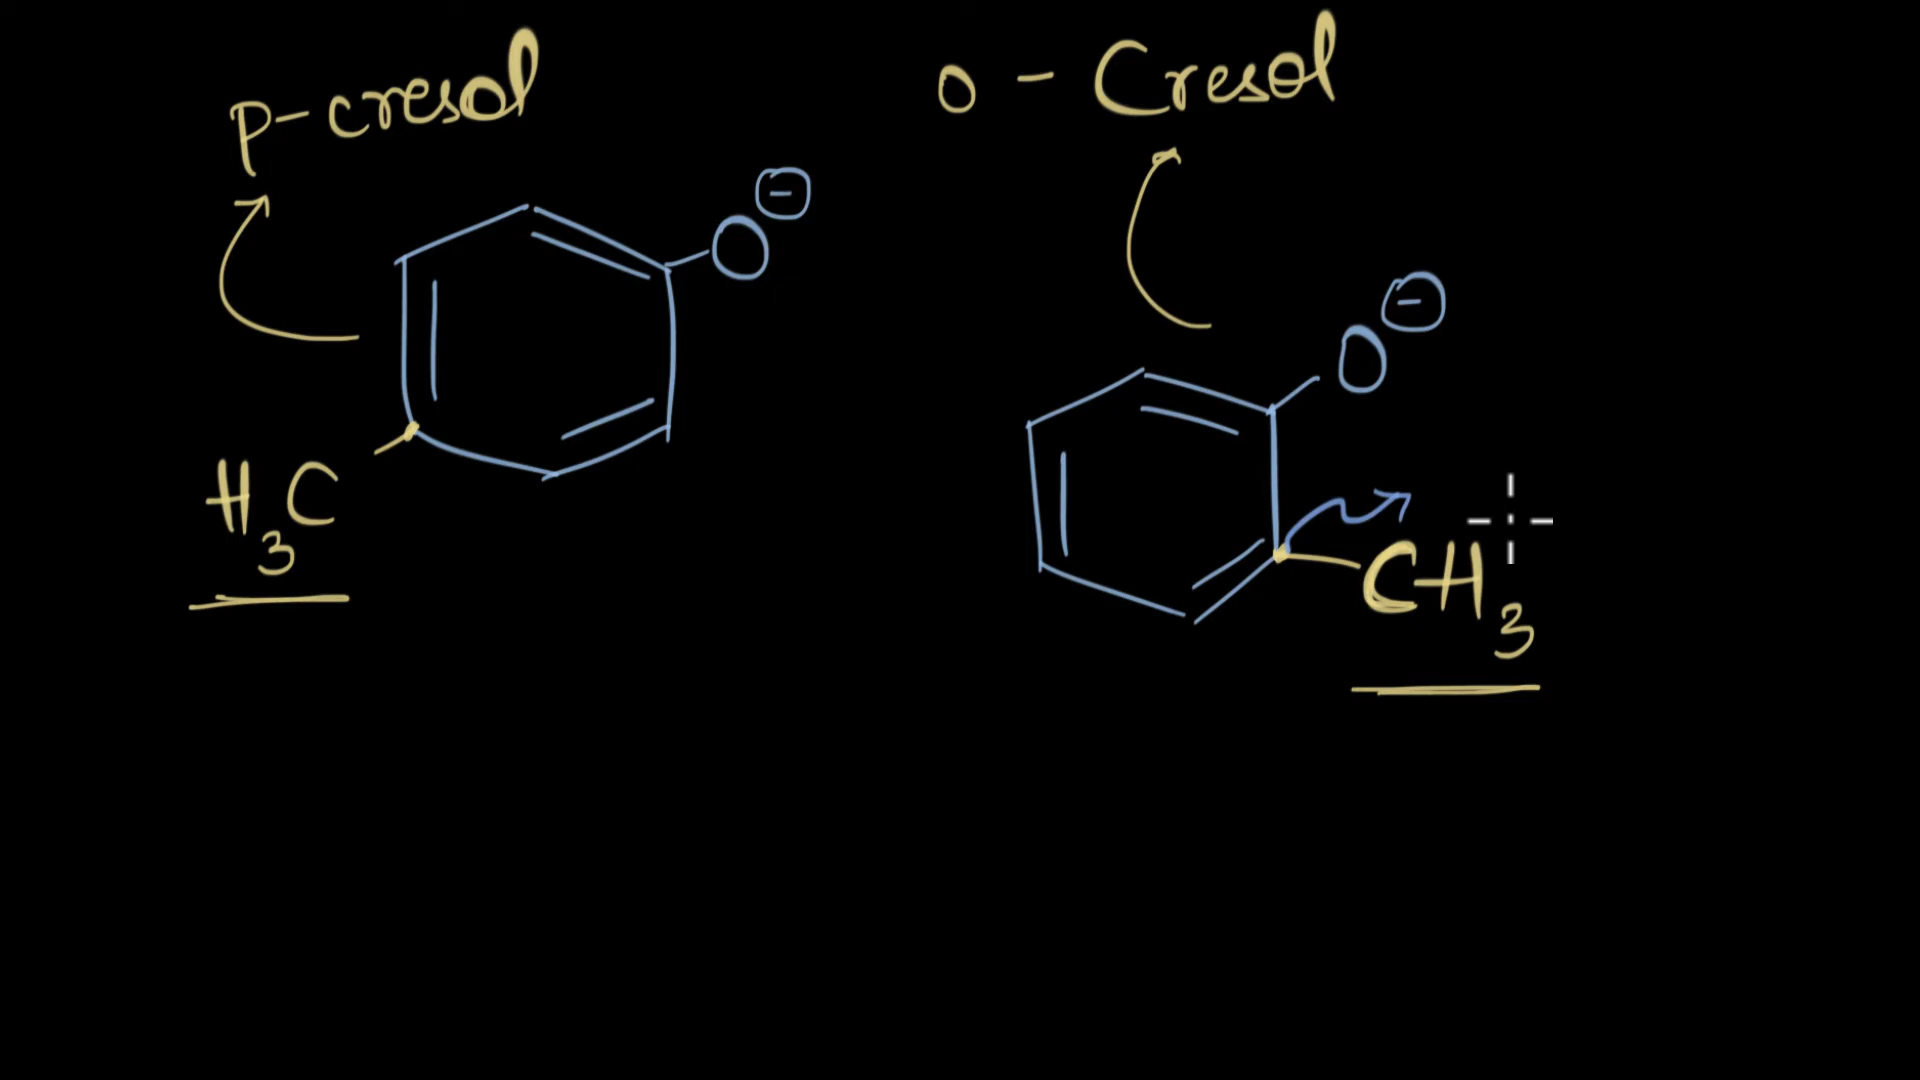 p-cresol
o - Cresol
O⊖
O⊖
H₃C
CH₃